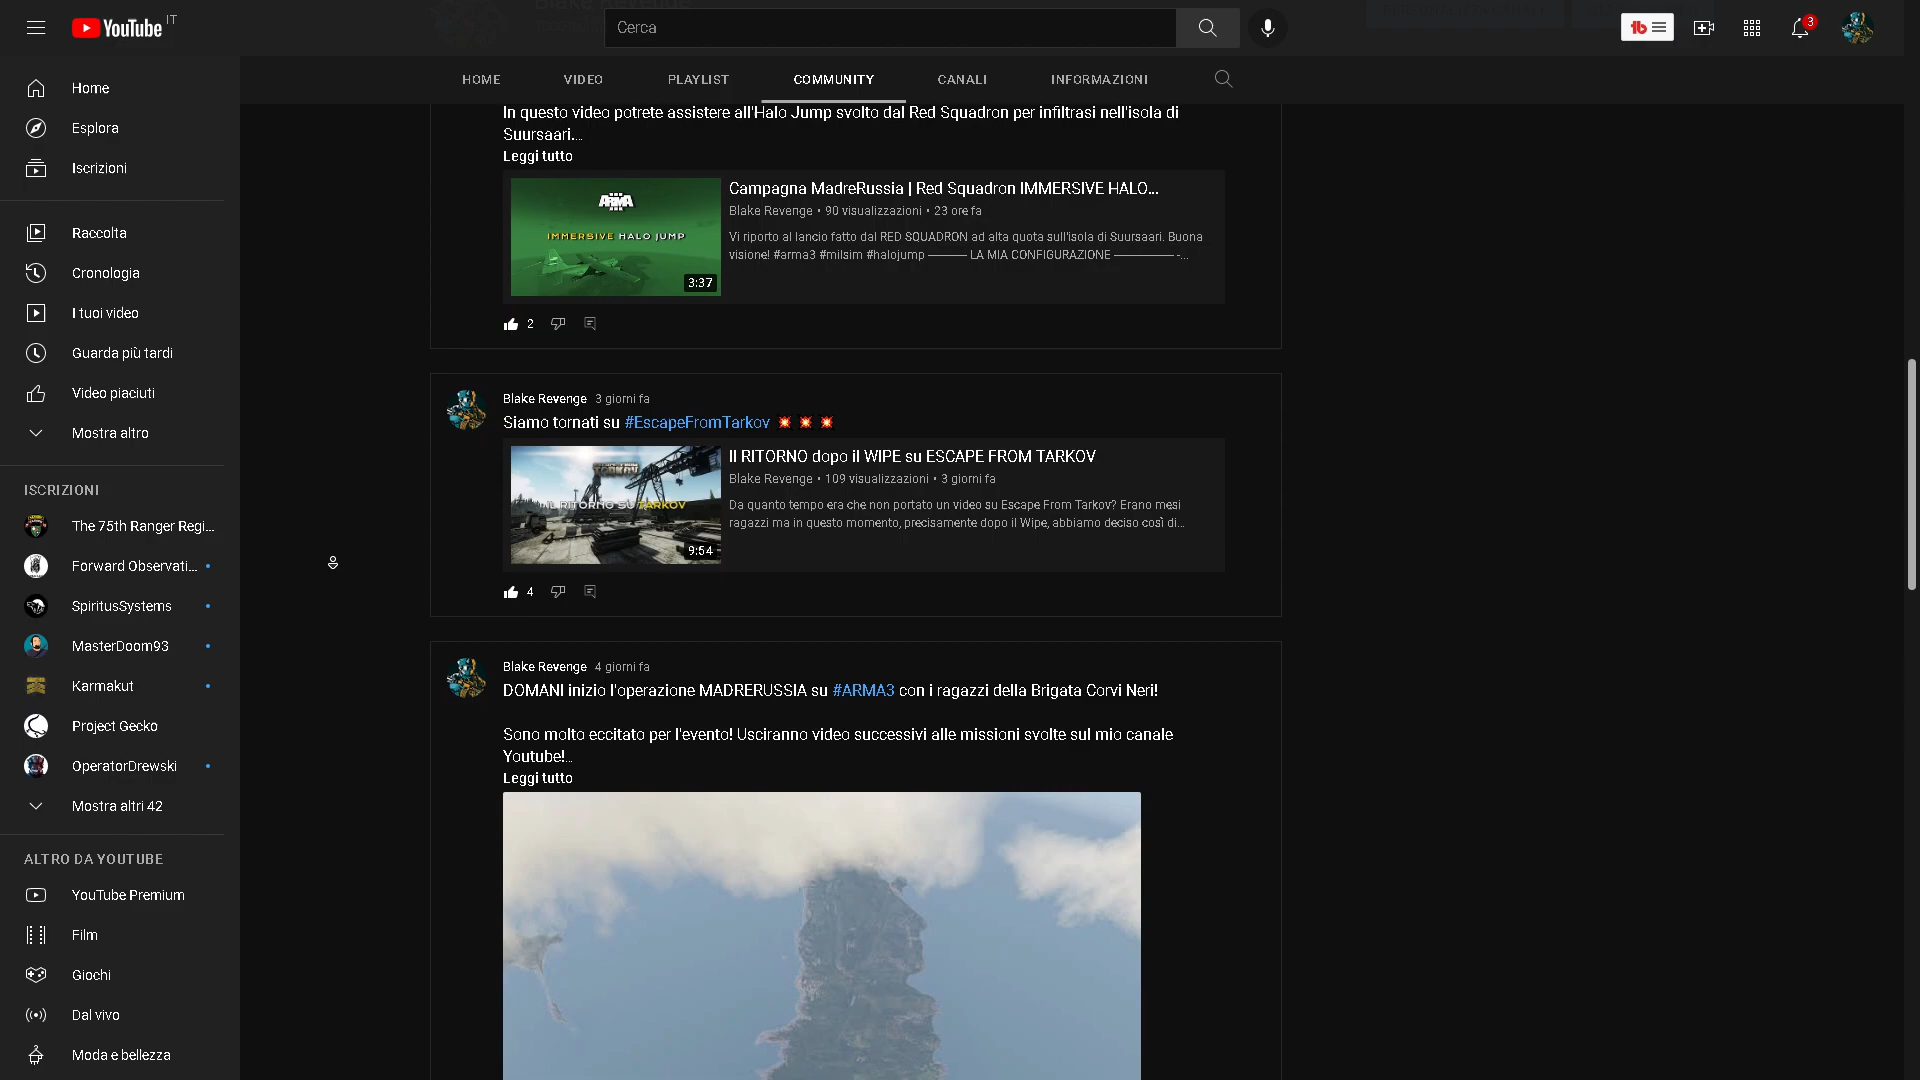 YouTube IT
Cerca
3
HOME
VIDEO
PLAYLIST
COMMUNITY
CANALI
INFORMAZIONI
Home
Esplora
Iscrizioni
Raccolta
Cronologia
I tuoi video
Guarda più tardi
Video piaciuti
Mostra altro
ISCRIZIONI
The 75th Ranger Regi...
Forward Observati...
SpiritusSystems
MasterDoom93
Karmakut
Project Gecko
OperatorDrewski
Mostra altri 42
ALTRO DA YOUTUBE
YouTube Premium
Film
Giochi
Dal vivo
Moda e bellezza
In questo video potrete assistere all'Halo Jump svolto dal Red Squadron per infiltrasi nell'isola di
Suursaari.…
Leggi tutto
ARMA
IMMERSIVE HALO JUMP
3:37
Campagna MadreRussia | Red Squadron IMMERSIVE HALO...
Blake Revenge • 90 visualizzazioni • 23 ore fa
Vi riporto al lancio fatto dal RED SQUADRON ad alta quota sull'isola di Suursaari. Buona
visione! #arma3 #milsim #halojump ——— LA MIA CONFIGURAZIONE ———— -...
2
Blake Revenge 3 giorni fa
Siamo tornati su #EscapeFromTarkov 💥 💥 💥
TARKOV
IL RITORNO SU TARKOV
9:54
Il RITORNO dopo il WIPE su ESCAPE FROM TARKOV
Blake Revenge • 109 visualizzazioni • 3 giorni fa
Da quanto tempo era che non portato un video su Escape From Tarkov? Erano mesi
ragazzi ma in questo momento, precisamente dopo il Wipe, abbiamo deciso così di...
4
Blake Revenge 4 giorni fa
DOMANI inizio l'operazione MADRERUSSIA su #ARMA3 con i ragazzi della Brigata Corvi Neri!
Sono molto eccitato per l'evento! Usciranno video successivi alle missioni svolte sul mio canale
Youtube!…
Leggi tutto